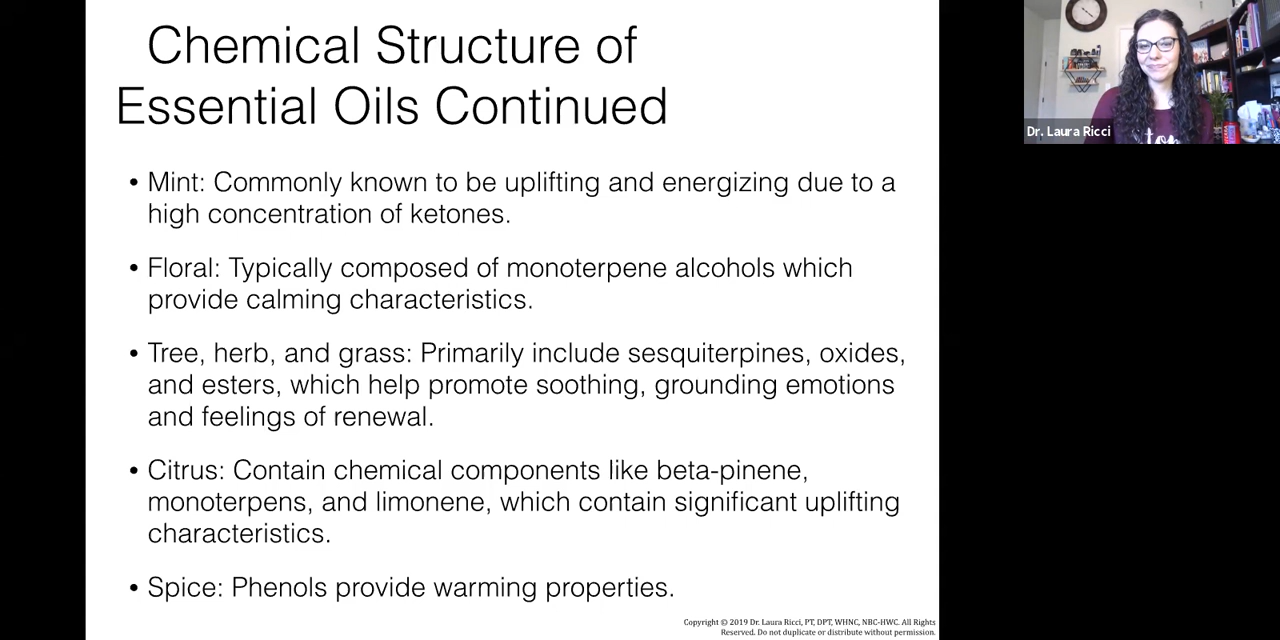 Chemical Structure of
Essential Oils Continued
• Mint: Commonly known to be uplifting and energizing due to a
high concentration of ketones.
• Floral: Typically composed of monoterpene alcohols which
provide calming characteristics.
• Tree, herb, and grass: Primarily include sesquiterpines, oxides,
and esters, which help promote soothing, grounding emotions
and feelings of renewal.
• Citrus: Contain chemical components like beta-pinene,
monoterpens, and limonene, which contain significant uplifting
characteristics.
• Spice: Phenols provide warming properties.
Copyright © 2019 Dr. Laura Ricci, PT, DPT, WHNC, NBC-HWC. All Rights
Reserved. Do not duplicate or distribute without permission.
Dr. Laura Ricci